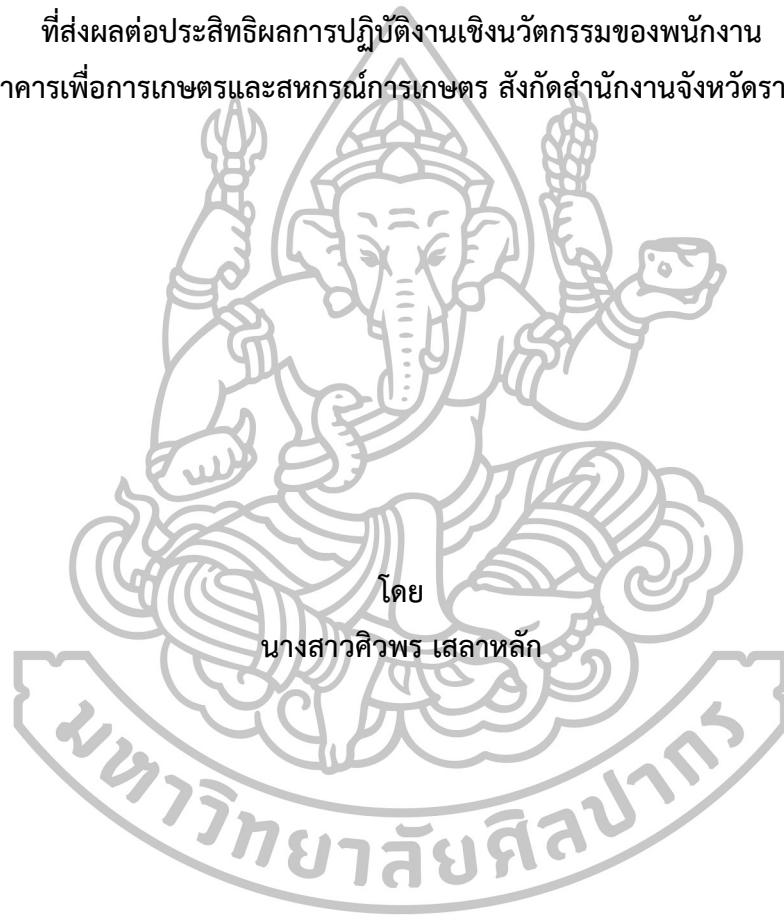 ที่ส่งผลต่อประสิทธิผลการปฏิบัติงานเชิงนวัตกรรมของพนักงาน
าคารเพื่อการเกษตรและสหกรณ์การเกษตร สังกัดสำนักงานจังหวัดรา
โดย
นางสาวศิวพร เสลาหลัก
มหาวิทยาลัยศิลปากร